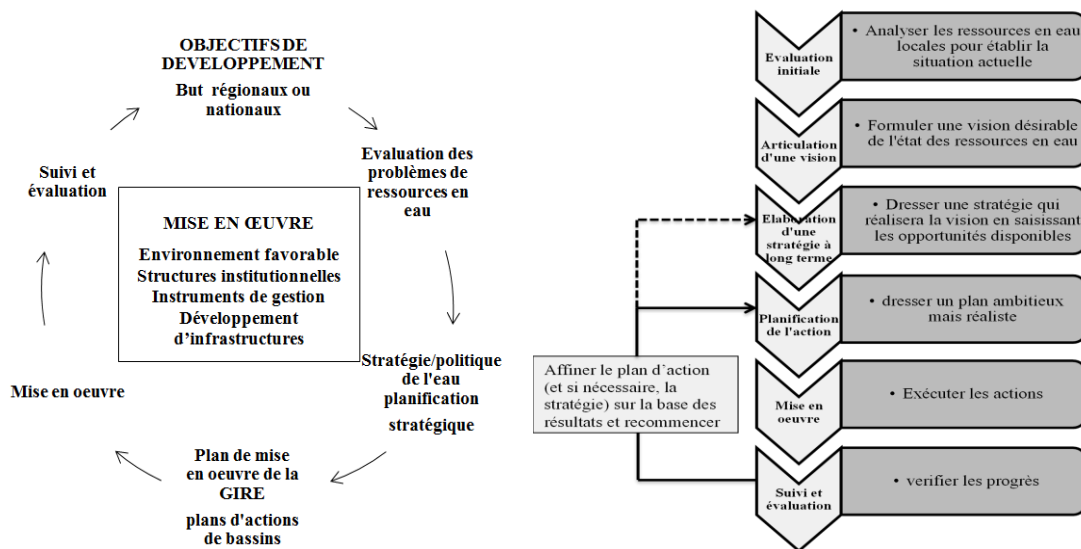 OBJECTIFS DE
DEVELOPPEMENT
But régionaux ou
nationaux
Evaluation des
problèmes de
ressources en
eau
Stratégie/politique
de l'eau
planification
stratégique
Plan de mise
en oeuvre de la
GIRE
plans d'actions
de bassins
Mise en oeuvre
Suivi et
évaluation
MISE EN ŒUVRE
Environnement favorable
Structures institutionnelles
Instruments de gestion
Développement
d’infrastructures
Evaluation
initiale
• Analyser les ressources en eau
locales pour établir la
situation actuelle
Articulation
d'une vision
• Formuler une vision désirable
de l'état des ressources en eau
Elaboration
d'une
stratégie à
long terme
• Dresser une stratégie qui
réalisera la vision en saisissant
les opportunités disponibles
Planification
de l'action
• dresser un plan ambitieux
mais réaliste
Mise en
oeuvre
• Exécuter les actions
Suivi et
évaluation
• verifier les progrès
Affiner le plan d’action
(et si nécessaire, la
stratégie) sur la base des
résultats et recommencer